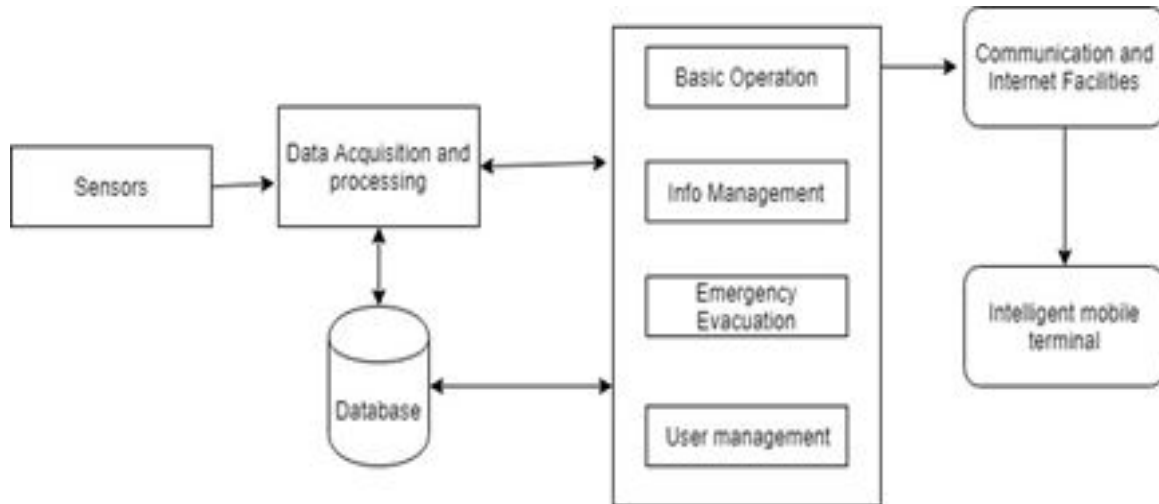 Sensors
Data Acquisition and
processing
Database
Basic Operation
Info Management
Emergency
Evacuation
User management
Communication and
Internet Facilities
Intelligent mobile
terminal